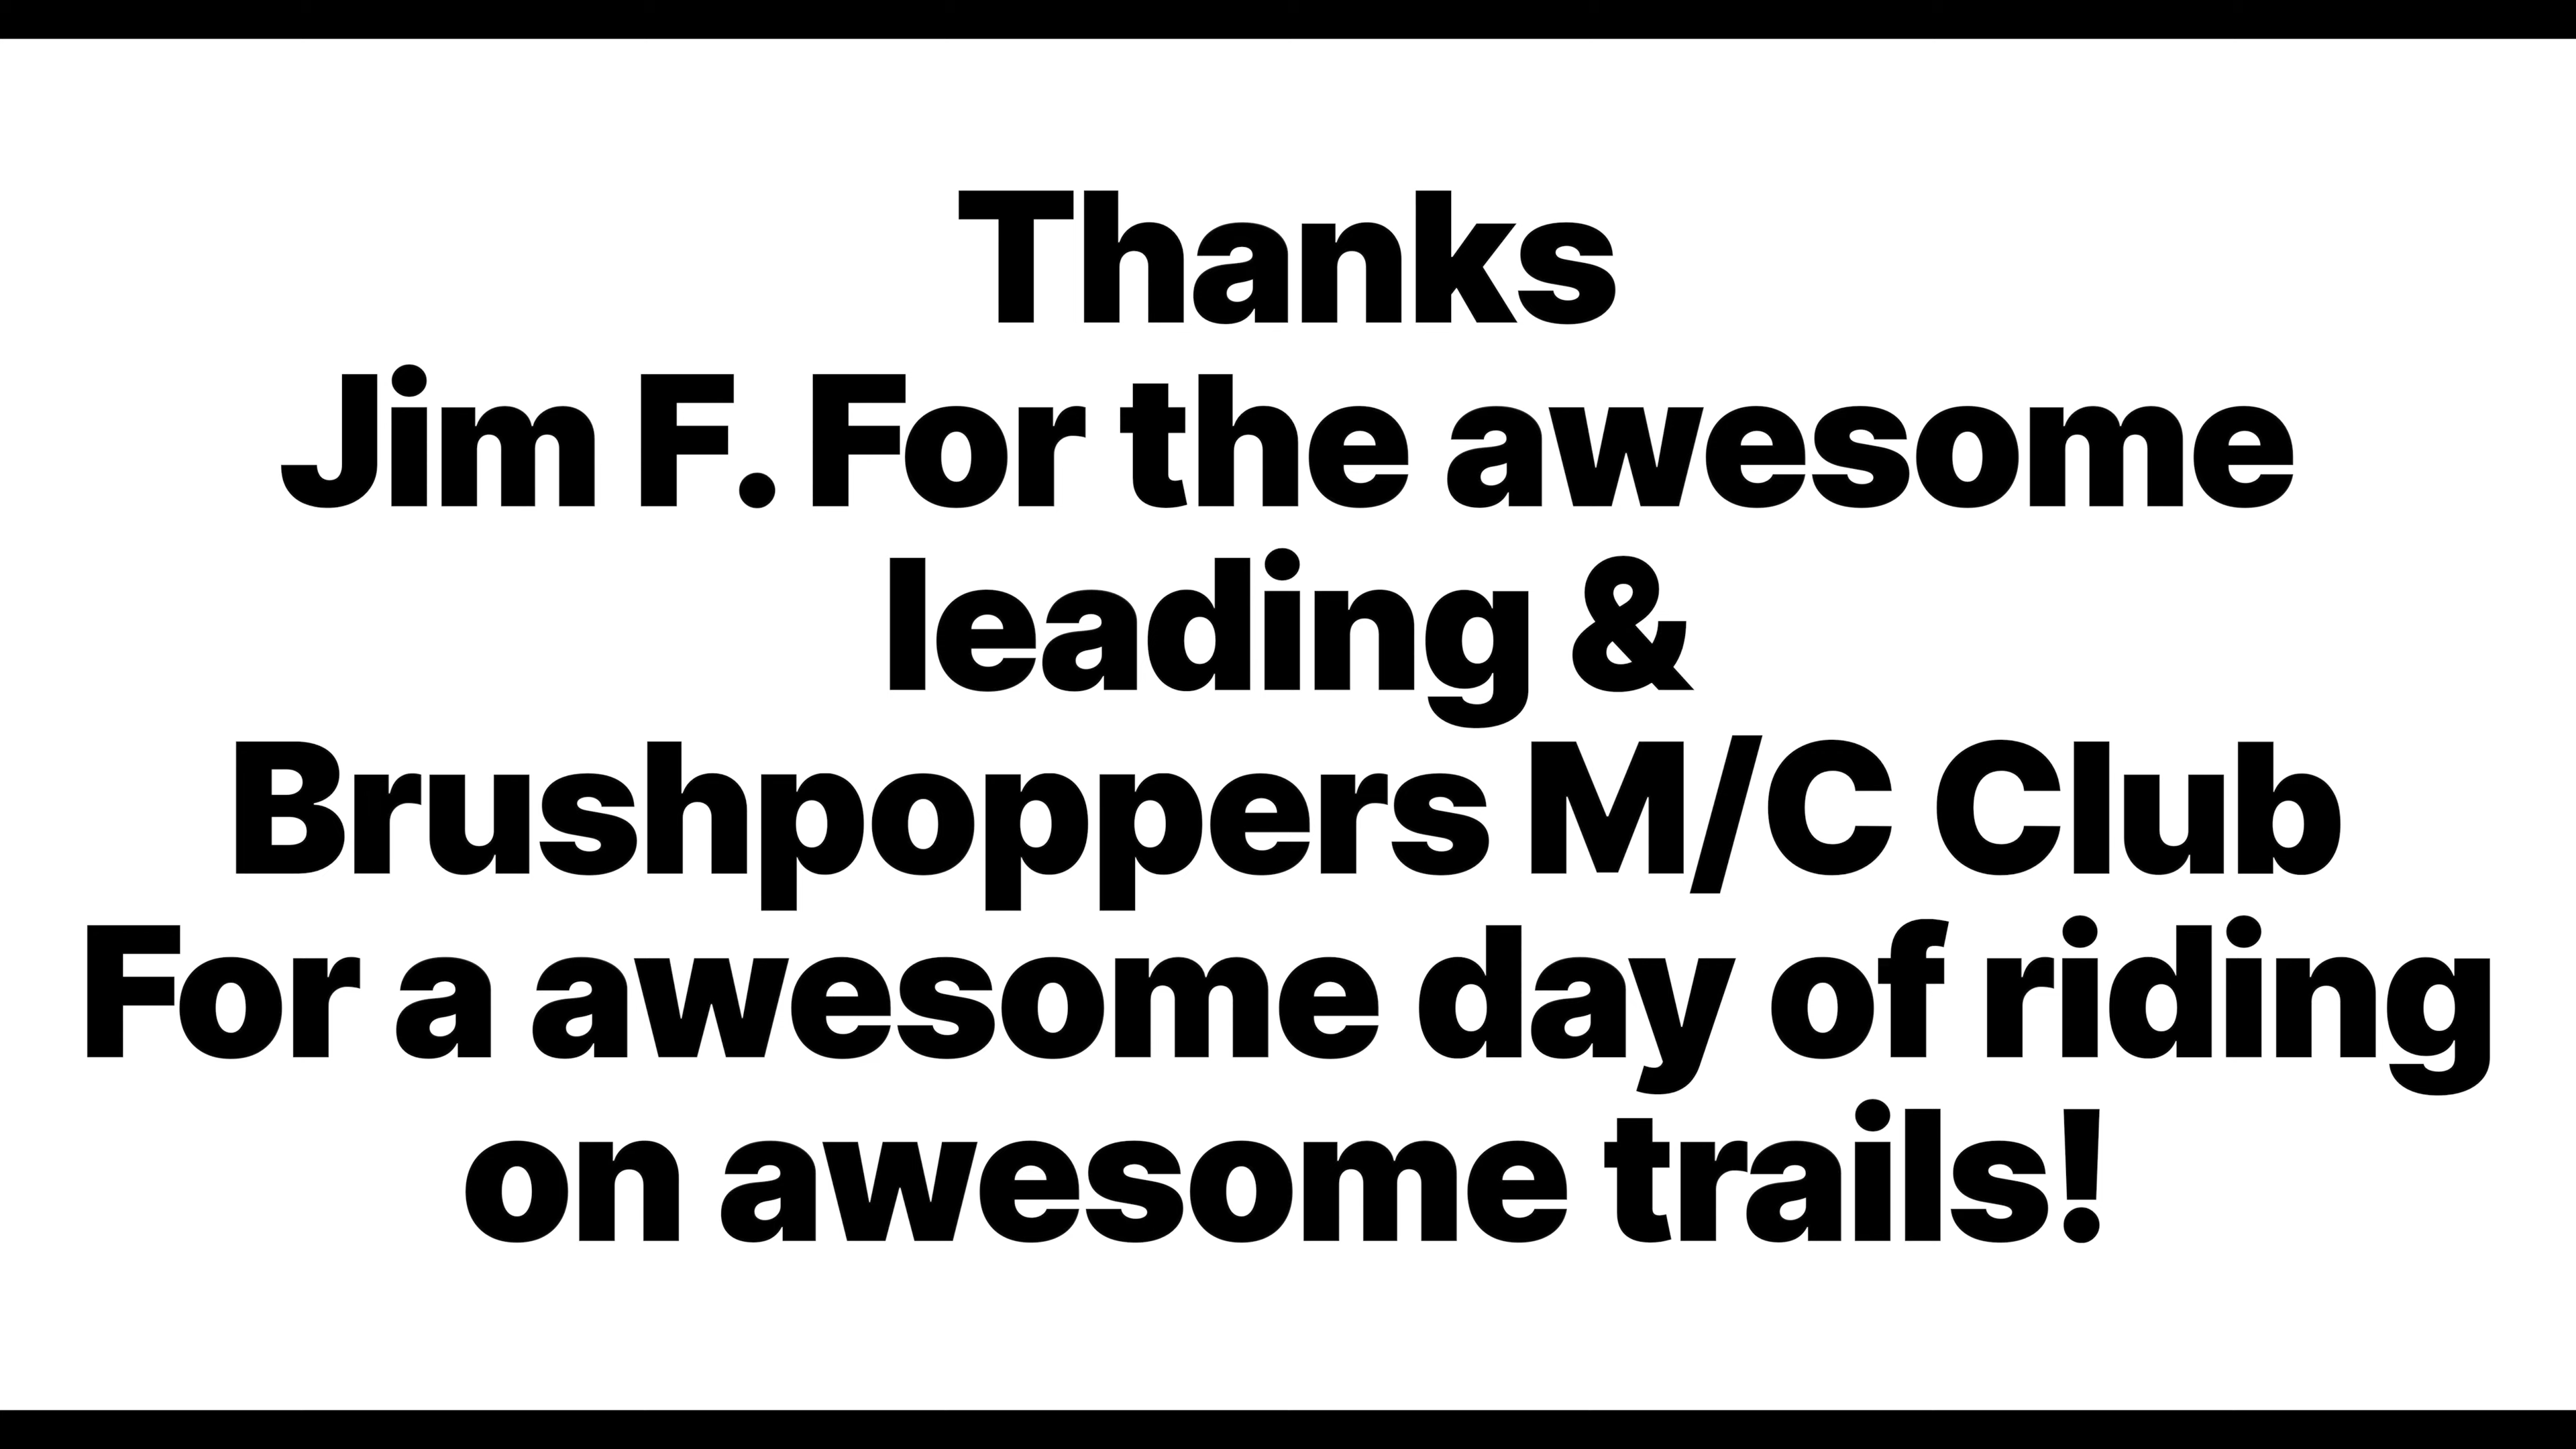 Thanks
Jim F. For the awesome
leading &
Brushpoppers M/C Club
For a awesome day of riding
on awesome trails!